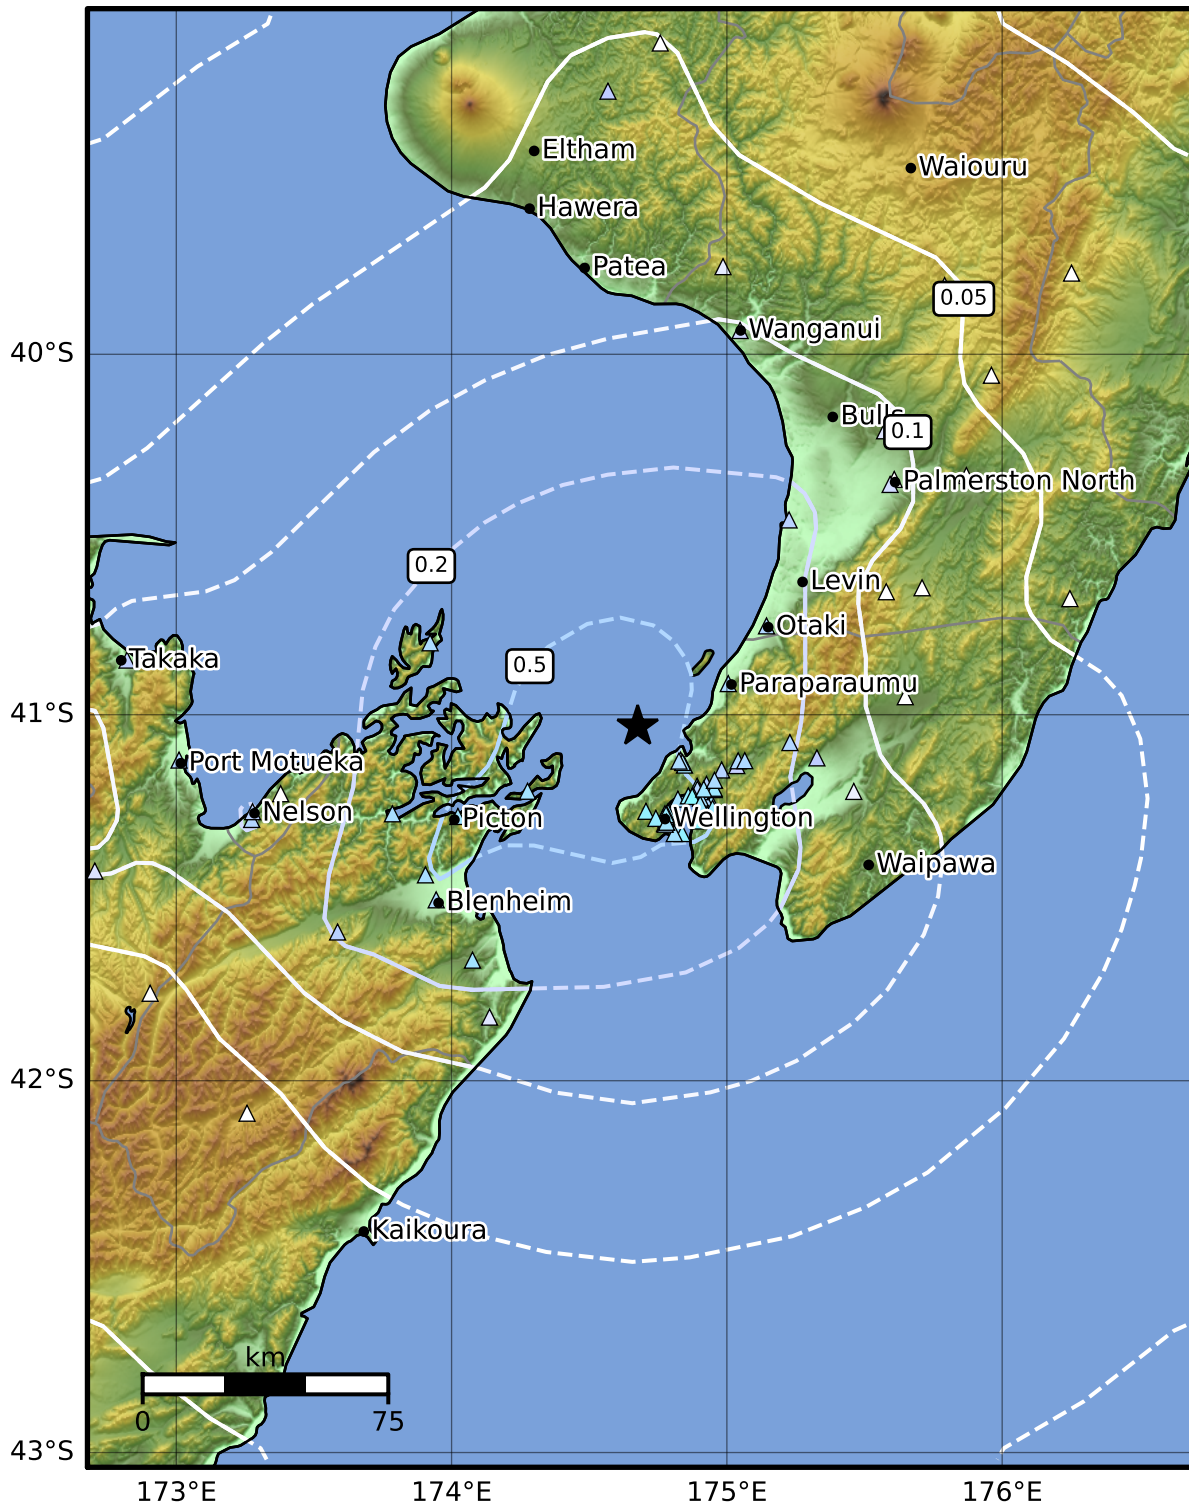 Eltham
Waiouru
Hawera
Patea
0.05
Wanganui
40°S
Bulls
0.1
Palmerston North
0.2
Levin
Otaki
Takaka
0.5
Paraparaumu
41°S
Port Motueka
Nelson
Picton
Wellington
Waipawa
Blenheim
42°S
Kaikoura
km
0 75
43°S
173°E 174°E 175°E 176°E